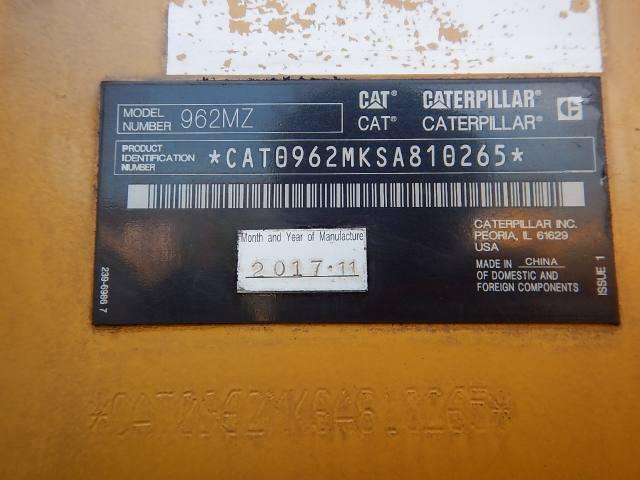 MODEL NUMBER 962MZ
CAT® CATERPILLAR®
CAT® CATERPILLAR®
PRODUCT IDENTIFICATION NUMBER *CAT0962MKSA810265*
CATERPILLAR INC.
PEORIA, IL 61629
USA
MADE IN CHINA
OF DOMESTIC AND
FOREIGN COMPONENTS
ISSUE 1
Month and Year of Manufacture
2017.11
239-6986 7
*CAT0962MKSA810265*